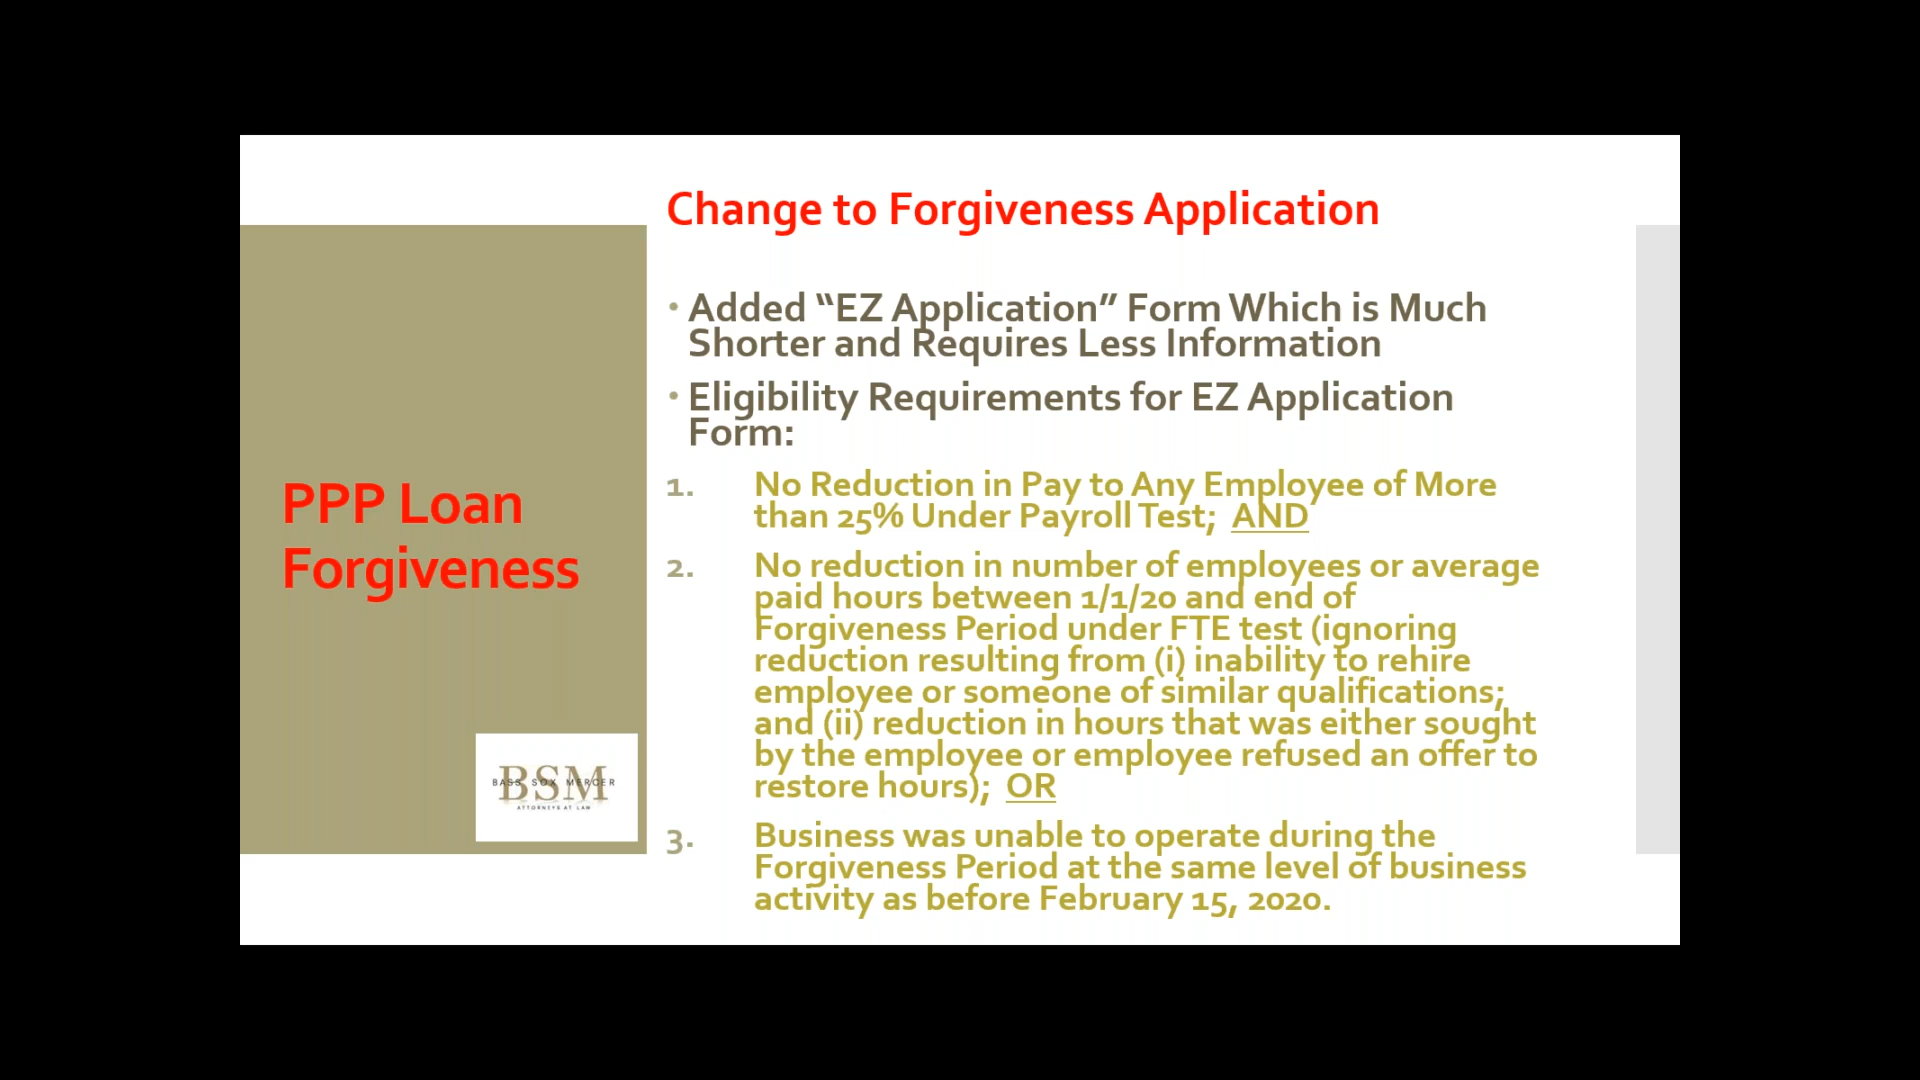 Change to Forgiveness Application
• Added “EZ Application” Form Which is Much
Shorter and Requires Less Information
• Eligibility Requirements for EZ Application
Form:
1. No Reduction in Pay to Any Employee of More
than 25% Under Payroll Test; AND
2. No reduction in number of employees or average
paid hours between 1/1/20 and end of
Forgiveness Period under FTE test (ignoring
reduction resulting from (i) inability to rehire
employee or someone of similar qualifications;
and (ii) reduction in hours that was either sought
by the employee or employee refused an offer to
restore hours); OR
3. Business was unable to operate during the
Forgiveness Period at the same level of business
activity as before February 15, 2020.
PPP Loan
Forgiveness
BSM
BASS SOX MERCER
ATTORNEYS AT LAW